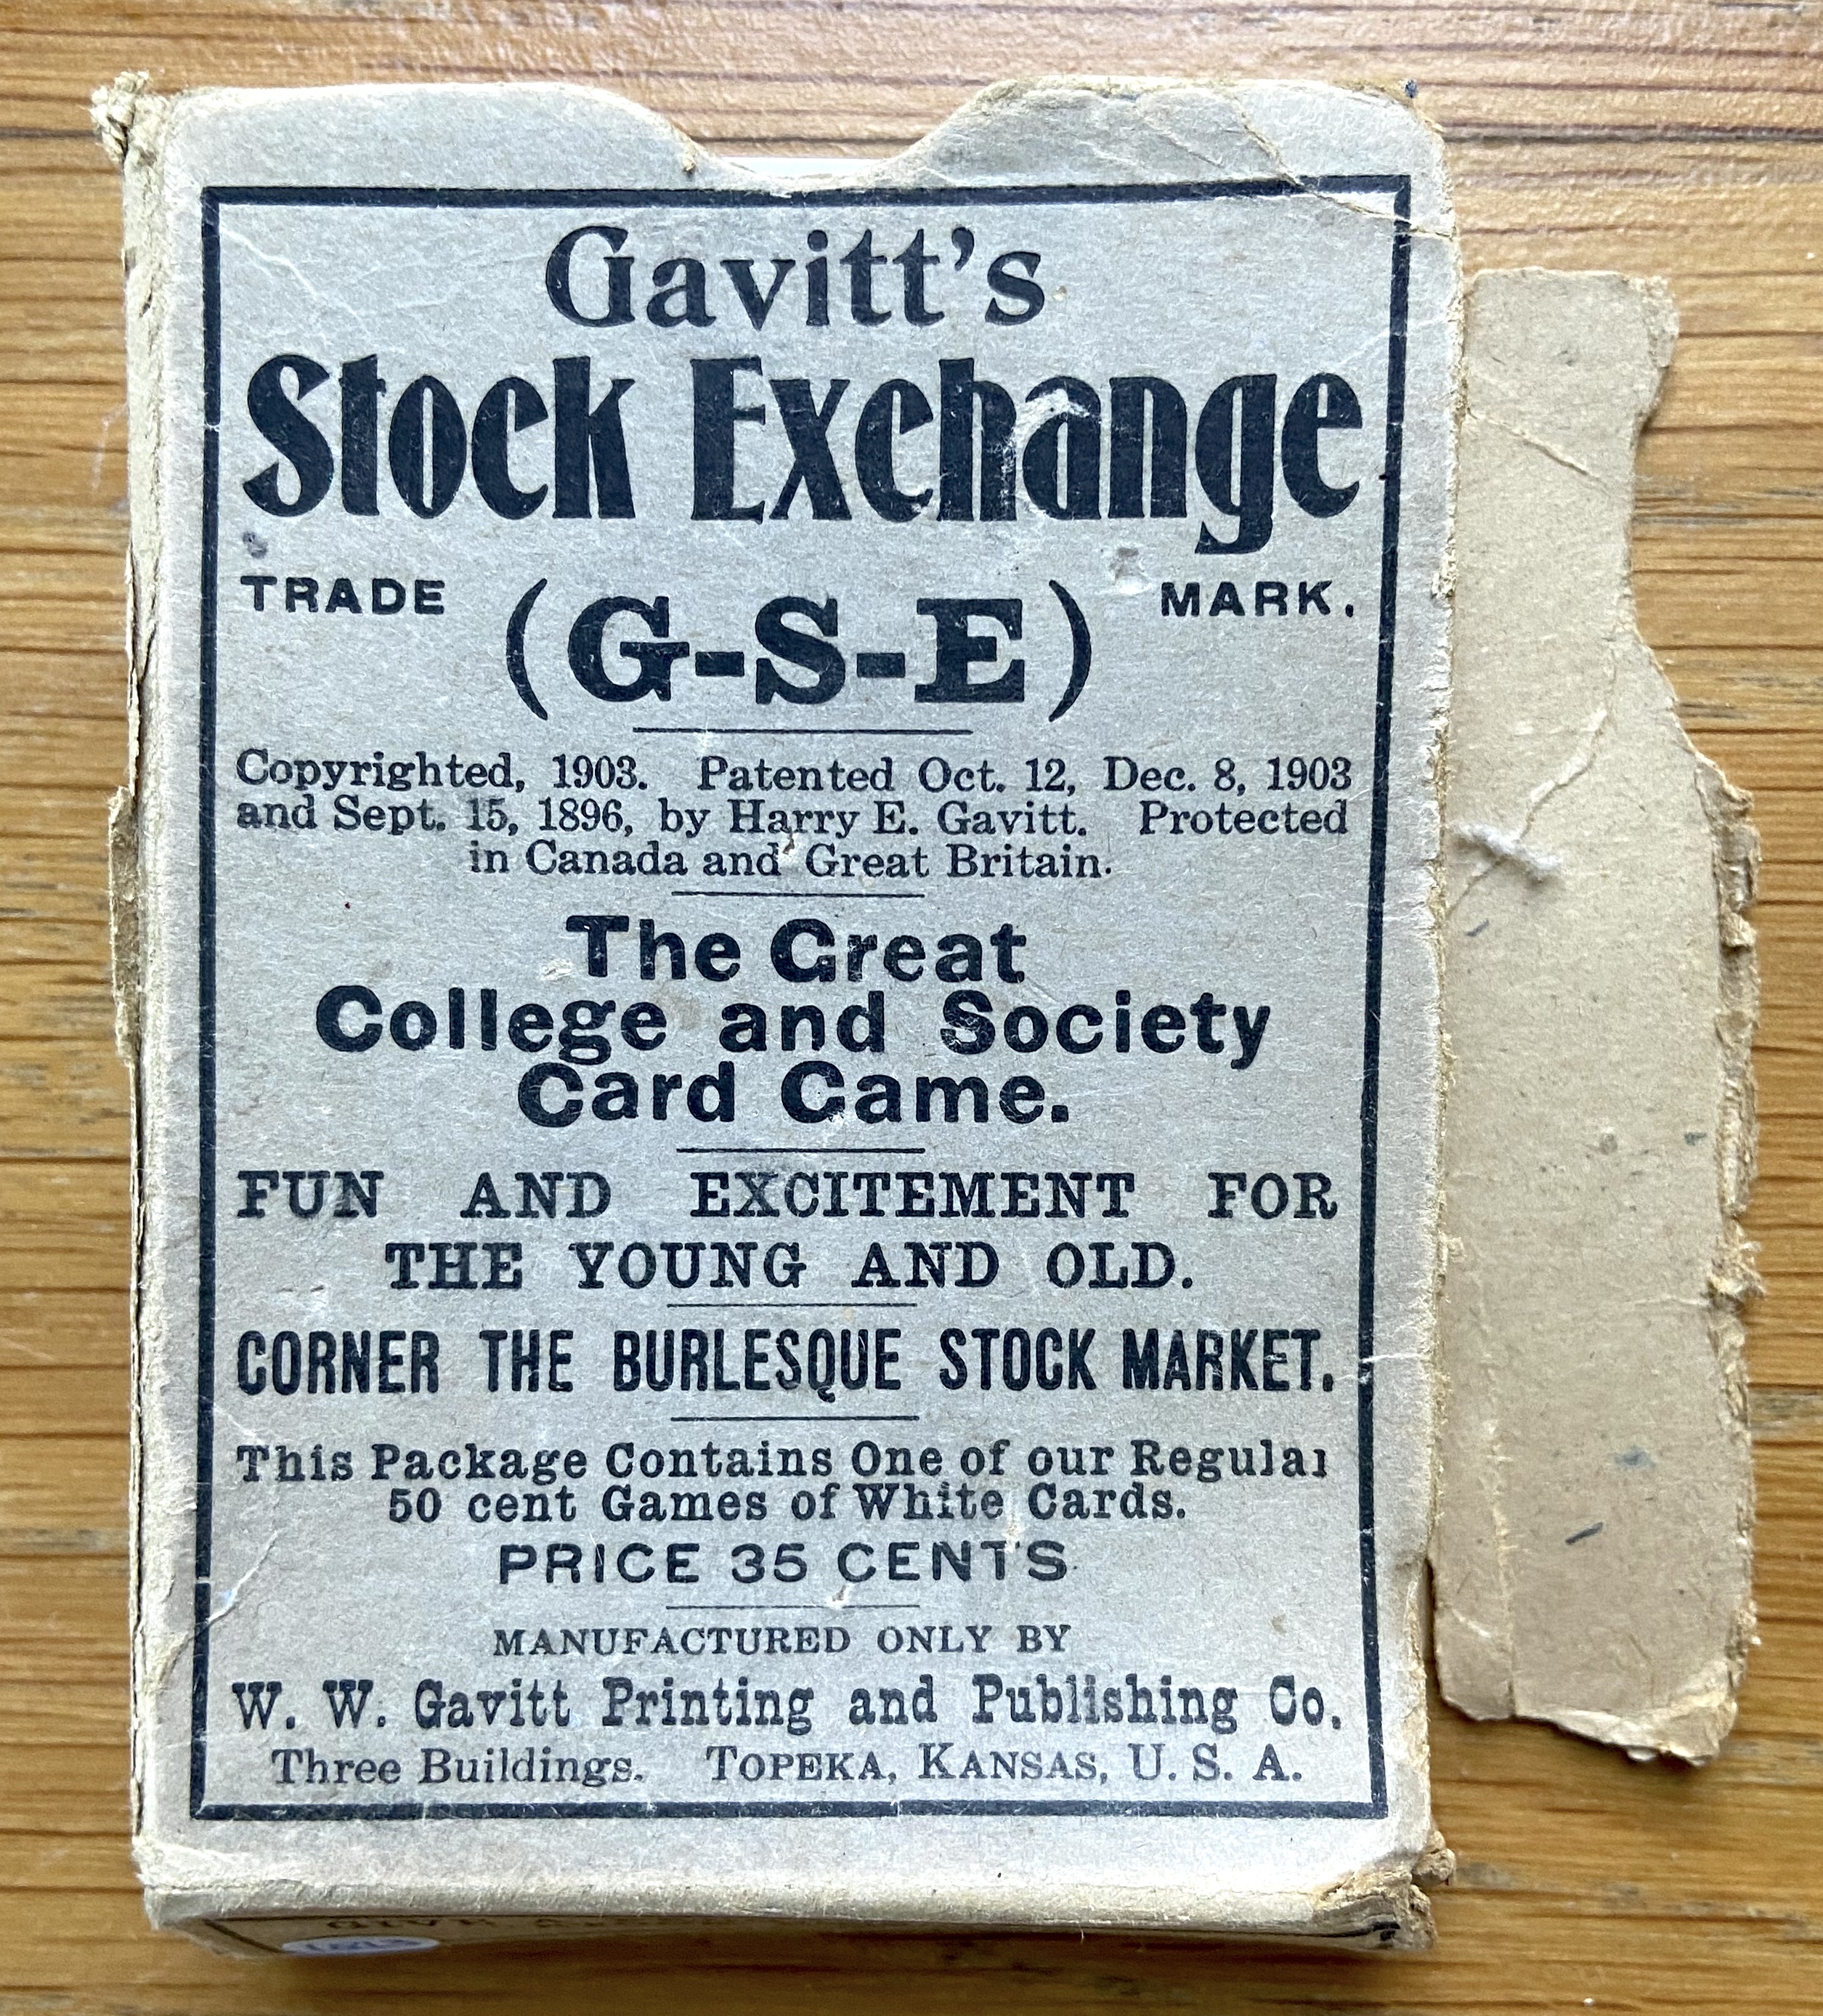 Gavitt's
Stock Exchange
TRADE (G-S-E) MARK.
Copyrighted, 1903. Patented Oct. 12, Dec. 8, 1903
and Sept. 15, 1896, by Harry E. Gavitt. Protected
in Canada and Great Britain.
The Great
College and Society
Card Game.
FUN AND EXCITEMENT FOR
THE YOUNG AND OLD.
CORNER THE BURLESQUE STOCK MARKET.
This Package Contains One of our Regular
50 cent Games of White Cards.
PRICE 35 CENTS
MANUFACTURED ONLY BY
W. W. Gavitt Printing and Publishing Co.
Three Buildings. TOPEKA, KANSAS, U. S. A.